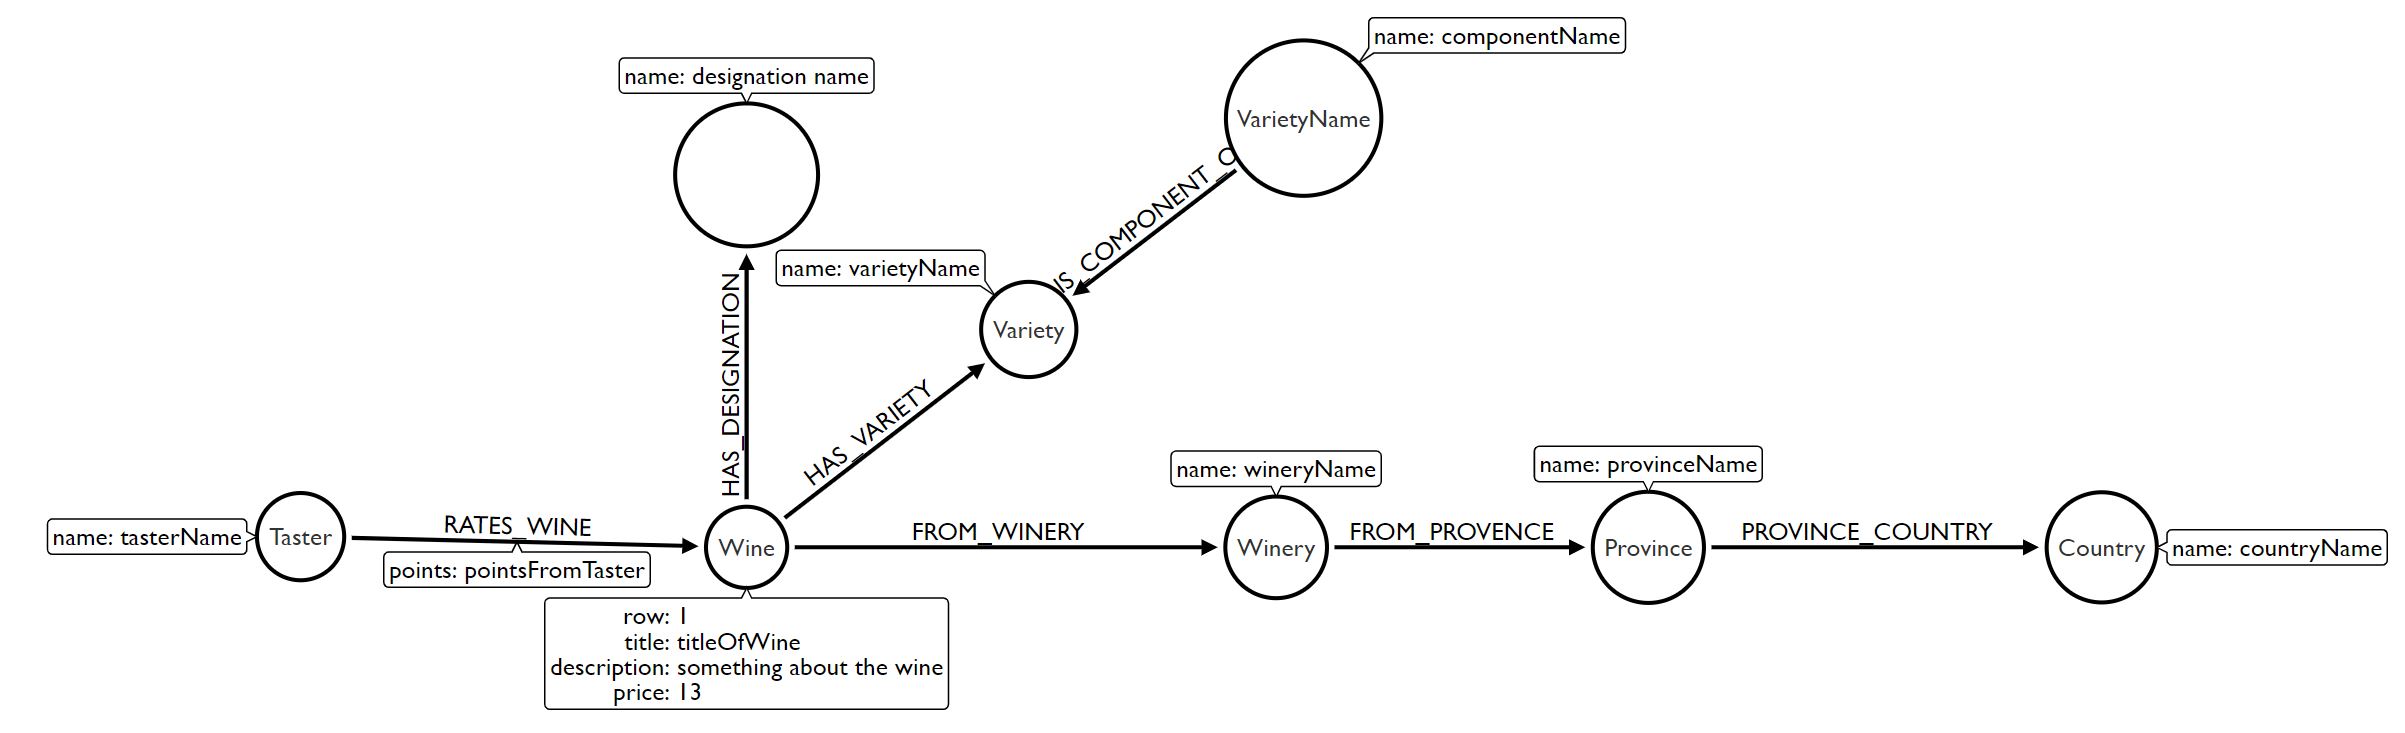 name: componentName
name: designation name
VarietyName
IS_COMPONENT_O
name: varietyName
Variety
HAS_DESIGNATION
HAS_VARIETY
name: wineryName
name: provinceName
name: tasterName
Taster
RATES_WINE
points: pointsFromTaster
Wine
FROM_WINERY
Winery
FROM_PROVENCE
Province
PROVINCE_COUNTRY
Country
name: countryName
row: 1
title: titleOfWine
description: something about the wine
price: 13